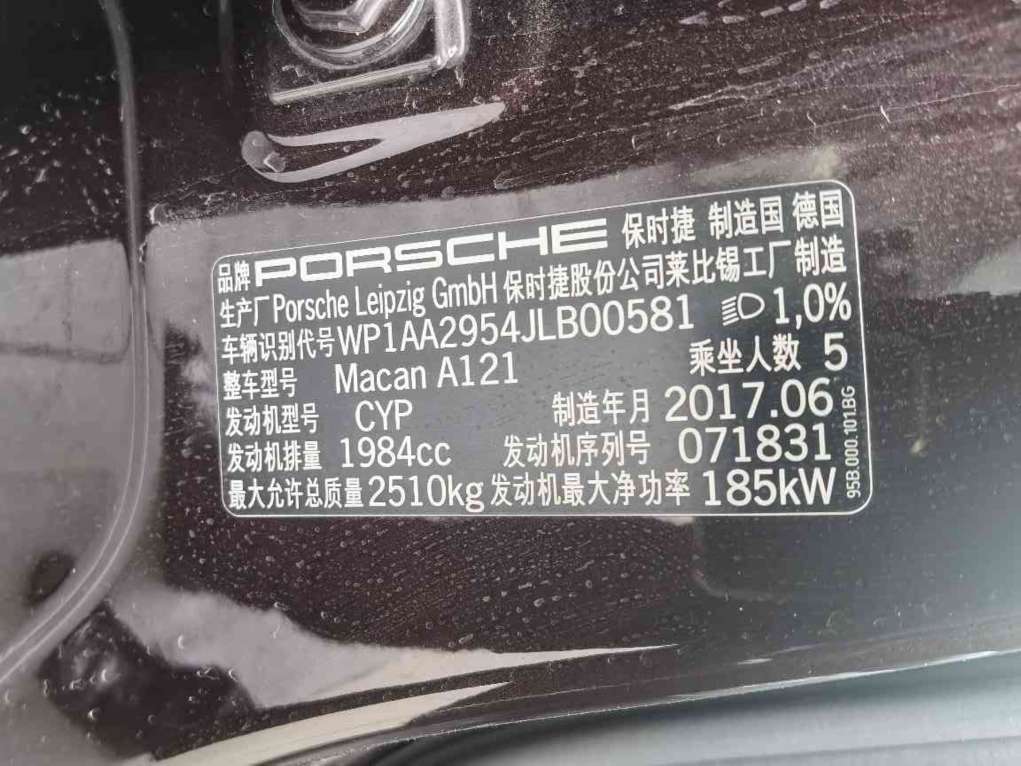 品牌 PORSCHE 保时捷 制造国 德国
生产厂 Porsche Leipzig GmbH 保时捷股份公司莱比锡工厂制造
车辆识别代号 WP1AA2954JLB00581 1,0%
整车型号 Macan A121 乘坐人数 5
发动机型号 CYP 制造年月 2017.06
发动机排量 1984cc 发动机序列号 071831
最大允许总质量 2510kg 发动机最大净功率 185kW
95B.000.101.BG